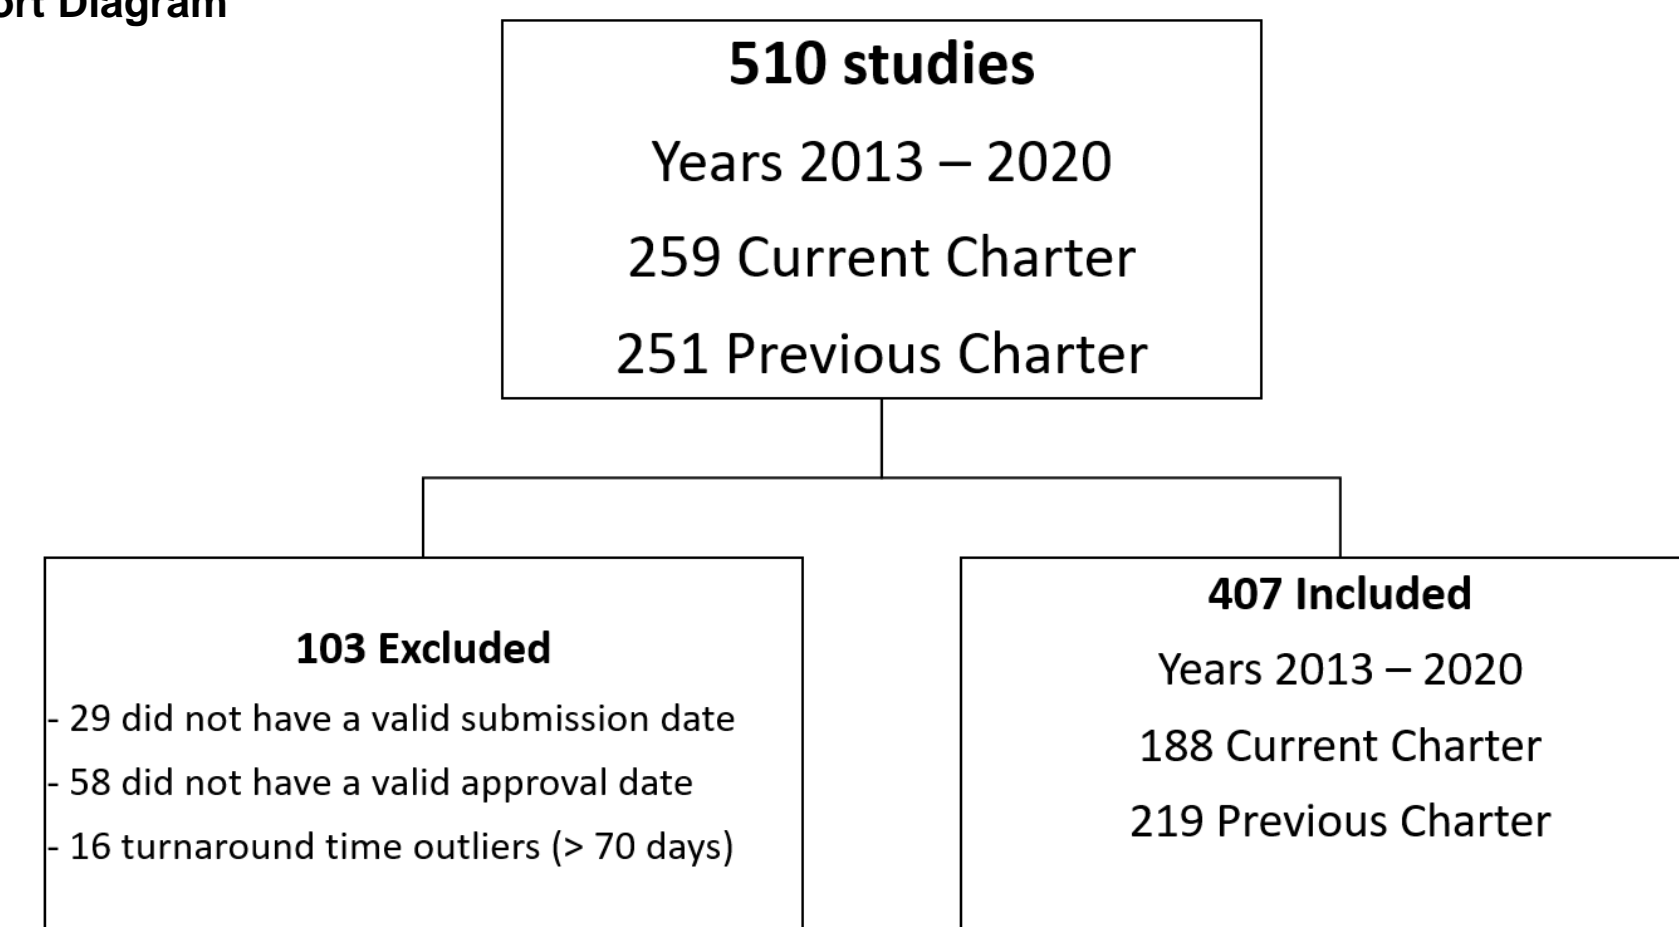 ort Diagram
510 studies
Years 2013 – 2020
259 Current Charter
251 Previous Charter
103 Excluded
- 29 did not have a valid submission date
- 58 did not have a valid approval date
- 16 turnaround time outliers (> 70 days)
407 Included
Years 2013 – 2020
188 Current Charter
219 Previous Charter